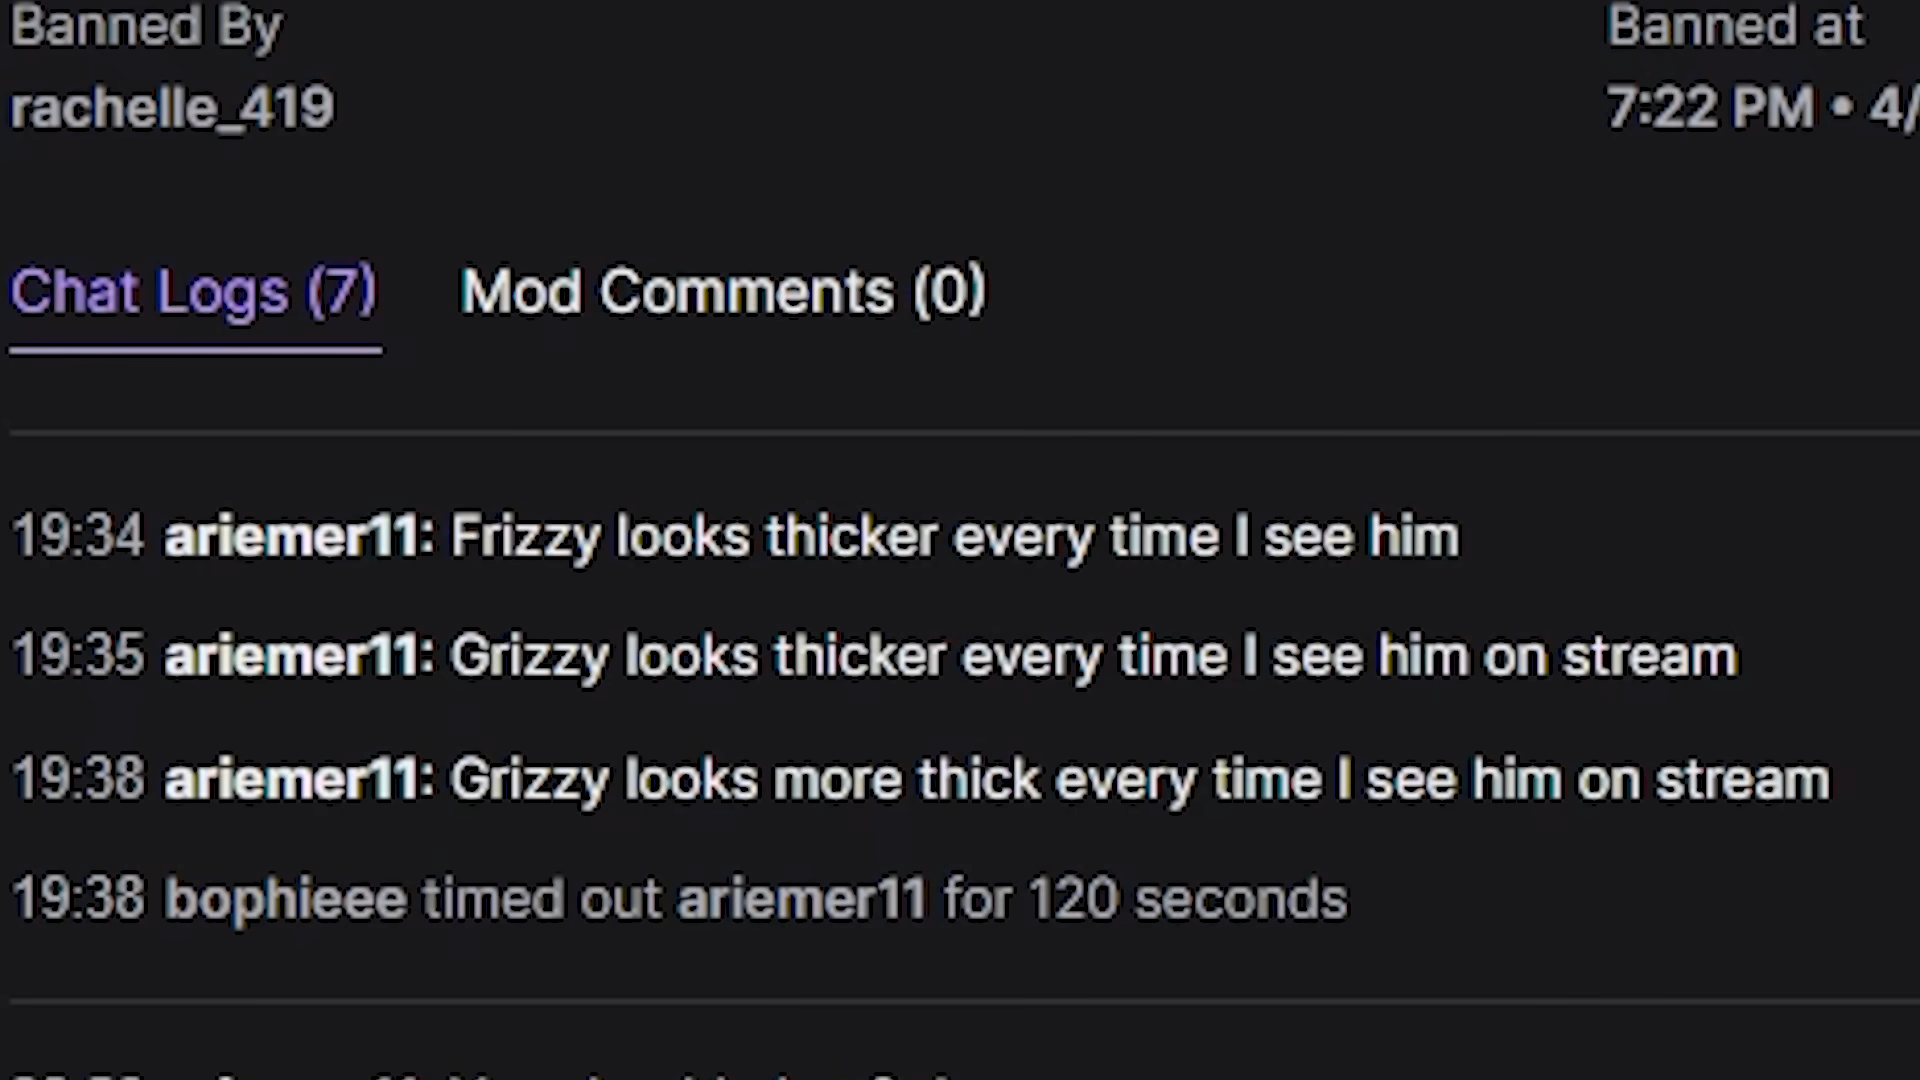 Banned By
Banned at
rachelle_419
7:22 PM • 4/
Chat Logs (7)
Mod Comments (0)
19:34 ariemer11: Frizzy looks thicker every time I see him
19:35 ariemer11: Grizzy looks thicker every time I see him on stream
19:38 ariemer11: Grizzy looks more thick every time I see him on stream
19:38 bophieee timed out ariemer11 for 120 seconds